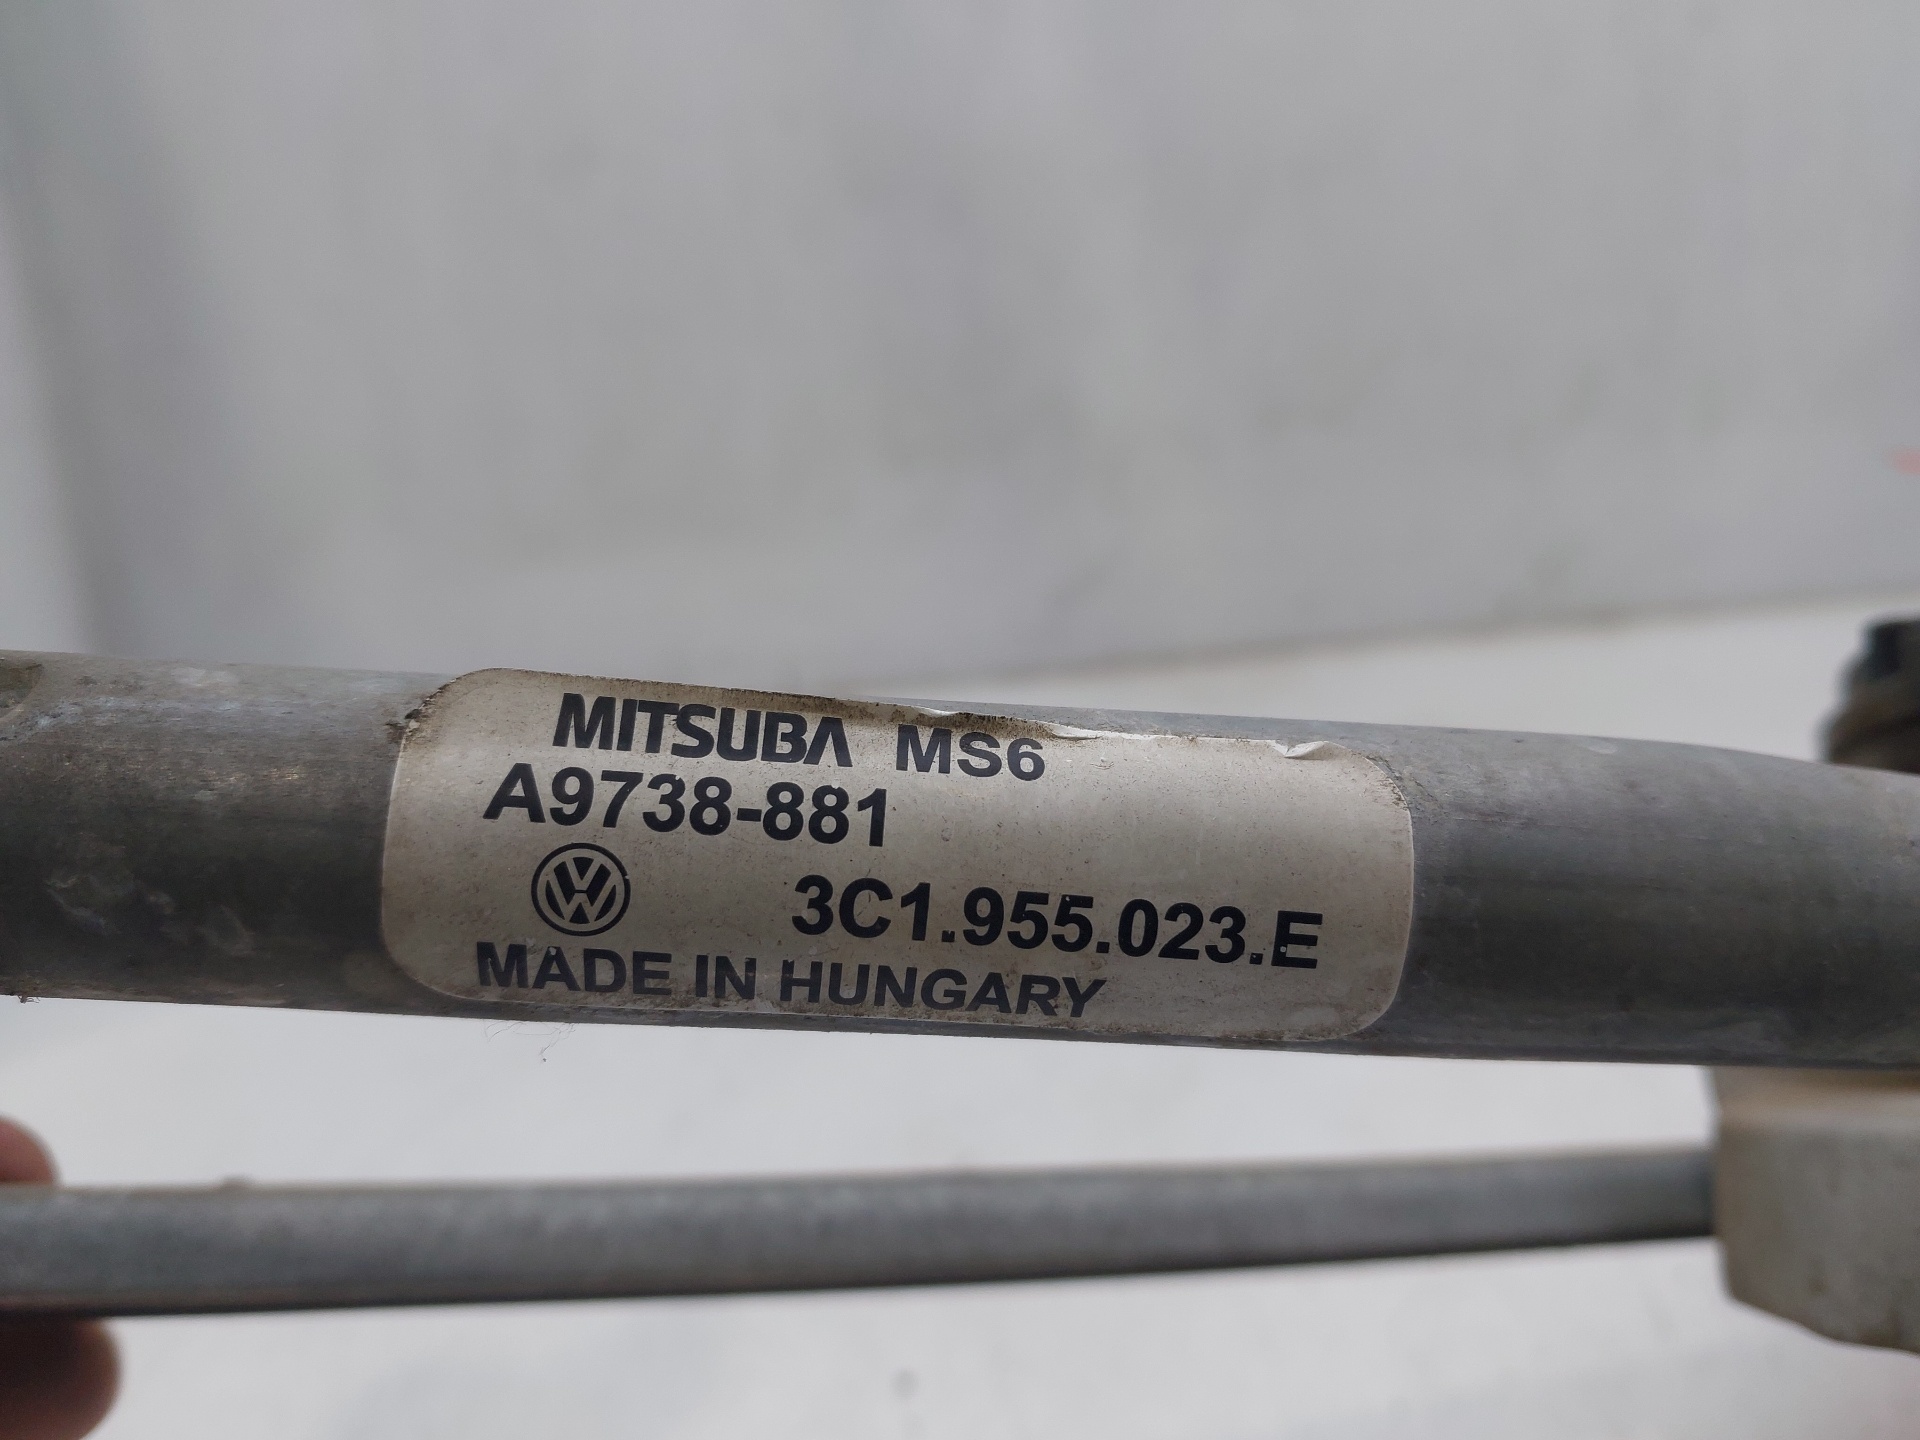 MITSUBA MS6
A9738-881
3C1.955.023.E
MADE IN HUNGARY